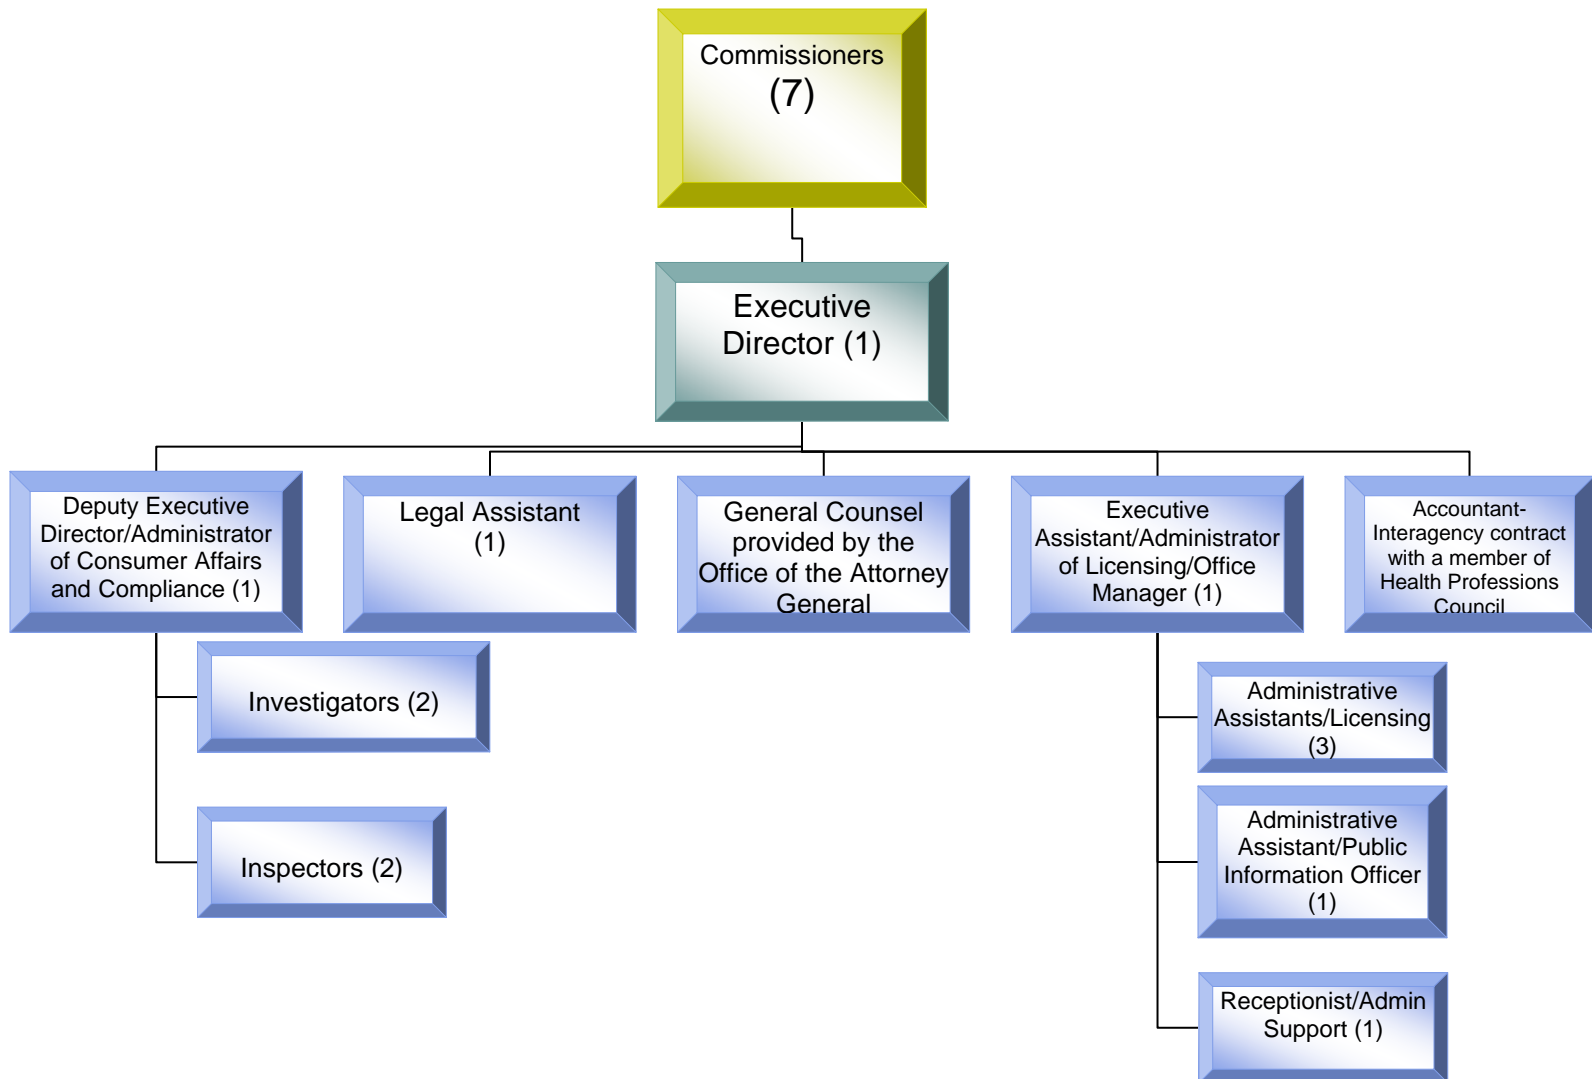 Commissioners
(7)
Executive
Director (1)
Deputy Executive
Director/Administrator
of Consumer Affairs
and Compliance (1)
Legal Assistant
(1)
General Counsel
provided by the
Office of the Attorney
General
Executive
Assistant/Administrator
of Licensing/Office
Manager (1)
Accountant-
Interagency contract
with a member of
Health Professions
Council
Investigators (2)
Inspectors (2)
Administrative
Assistants/Licensing
(3)
Administrative
Assistant/Public
Information Officer
(1)
Receptionist/Admin
Support (1)